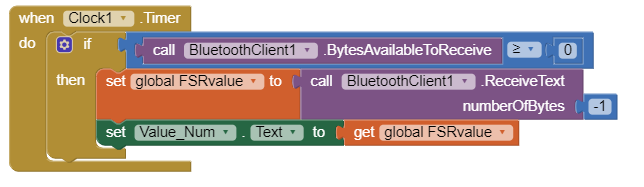 when Clock1 .Timer
do if call BluetoothClient1 .BytesAvailableToReceive ≥ 0
then set global FSRvalue to call BluetoothClient1 .ReceiveText
numberOfBytes -1
set Value_Num . Text to get global FSRvalue